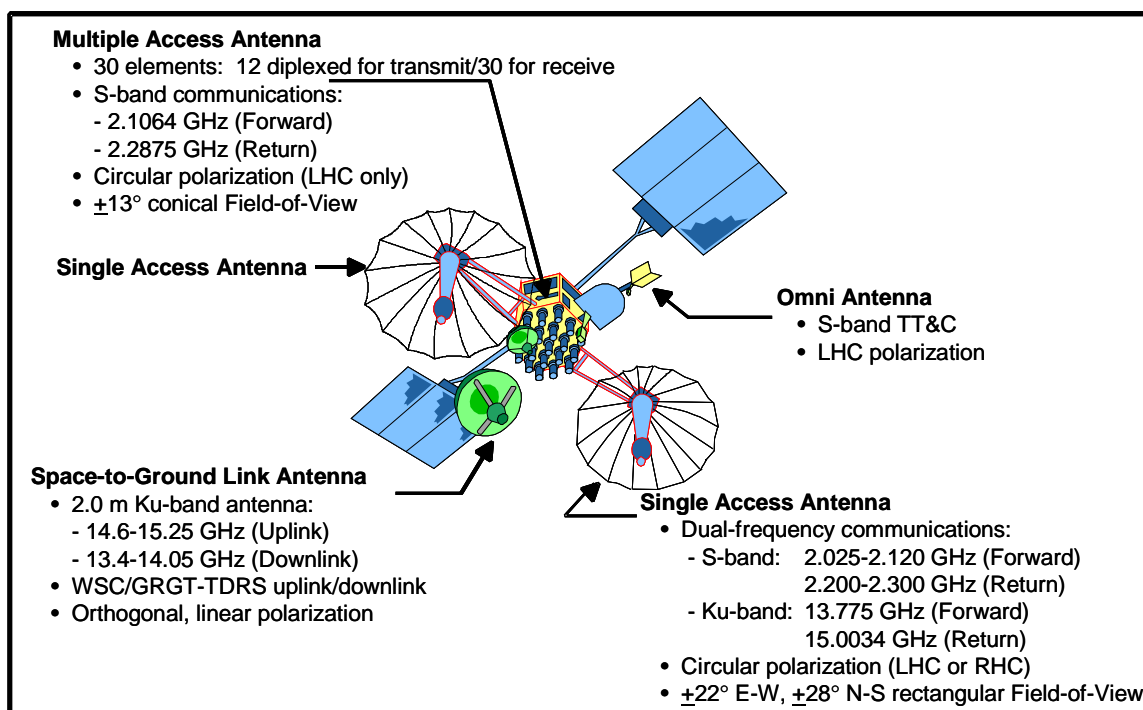 Multiple Access Antenna
• 30 elements: 12 diplexed for transmit/30 for receive
• S-band communications:
- 2.1064 GHz (Forward)
- 2.2875 GHz (Return)
• Circular polarization (LHC only)
• ±13° conical Field-of-View
Single Access Antenna
Omni Antenna
• S-band TT&C
• LHC polarization
Space-to-Ground Link Antenna
• 2.0 m Ku-band antenna:
- 14.6-15.25 GHz (Uplink)
- 13.4-14.05 GHz (Downlink)
• WSC/GRGT-TDRS uplink/downlink
• Orthogonal, linear polarization
Single Access Antenna
• Dual-frequency communications:
- S-band: 2.025-2.120 GHz (Forward)
2.200-2.300 GHz (Return)
- Ku-band: 13.775 GHz (Forward)
15.0034 GHz (Return)
• Circular polarization (LHC or RHC)
• ±22° E-W, ±28° N-S rectangular Field-of-View